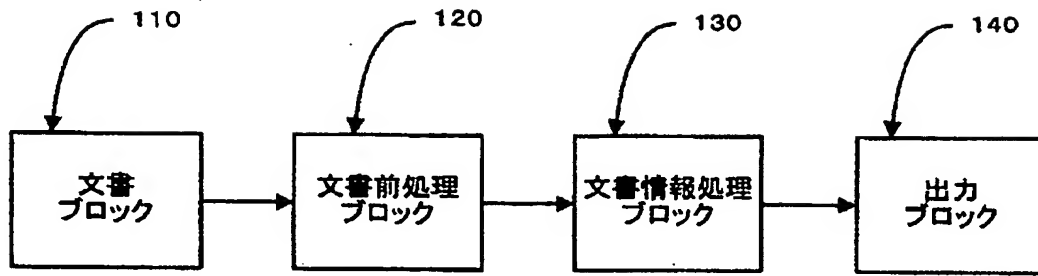 110
120
130
140
文書
ブロック
文書前処理
ブロック
文書情報処理
ブロック
出力
ブロック